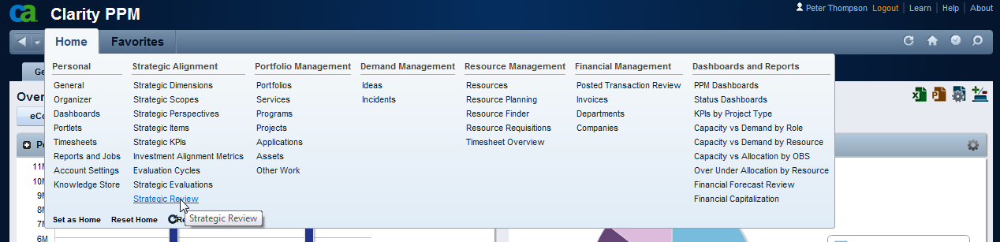 ca Clarity PPM
Peter Thompson Logout Learn Help About
Home Favorites
Personal
General
Organizer
Dashboards
Portlets
Timesheets
Reports and Jobs
Account Settings
Knowledge Store
Strategic Alignment
Strategic Dimensions
Strategic Scopes
Strategic Perspectives
Strategic Items
Strategic KPIs
Investment Alignment Metrics
Evaluation Cycles
Strategic Evaluations
Strategic Review
Portfolio Management
Portfolios
Services
Programs
Projects
Applications
Assets
Other Work
Demand Management
Ideas
Incidents
Resource Management
Resources
Resource Planning
Resource Finder
Resource Requisitions
Timesheet Overview
Financial Management
Posted Transaction Review
Invoices
Departments
Companies
Dashboards and Reports
PPM Dashboards
Status Dashboards
KPIs by Project Type
Capacity vs Demand by Role
Capacity vs Demand by Resource
Capacity vs Allocation by OBS
Over Under Allocation by Resource
Financial Forecast Review
Financial Capitalization
Set as Home Reset Home Re
Strategic Review
Ge
Over
eCo
Po
11M
10M
9M
8M
7M
6M